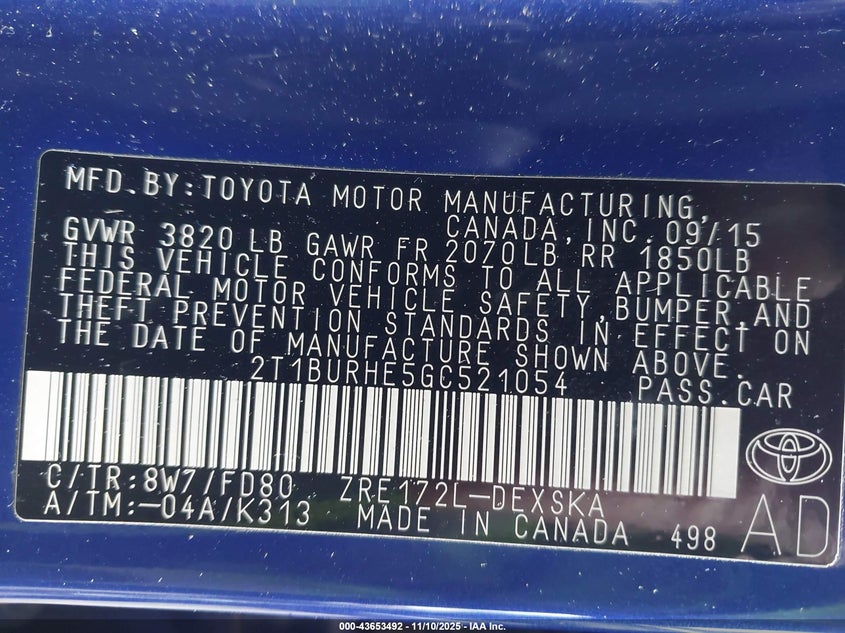 MFD.BY:TOYOTA MOTOR MANUFACTURING,
CANADA,INC.09/15
GVWR 3820LB GAWR FR 2070LB RR 1850LB
THIS VEHICLE CONFORMS TO ALL APPLICABLE
FEDERAL MOTOR VEHICLE SAFETY,BUMPER,AND
THEFT PREVENTION STANDARDS IN EFFECT ON
THE DATE OF MANUFACTURE SHOWN ABOVE.
2T1BURHE5GC521054 PASS.CAR
C/TR:8W7/FD80 ZRE172L-DEXSKA
A/TM:-04A/K313 MADE IN CANADA 498 AD
000-43653492 - 11/10/2025 - IAA Inc.